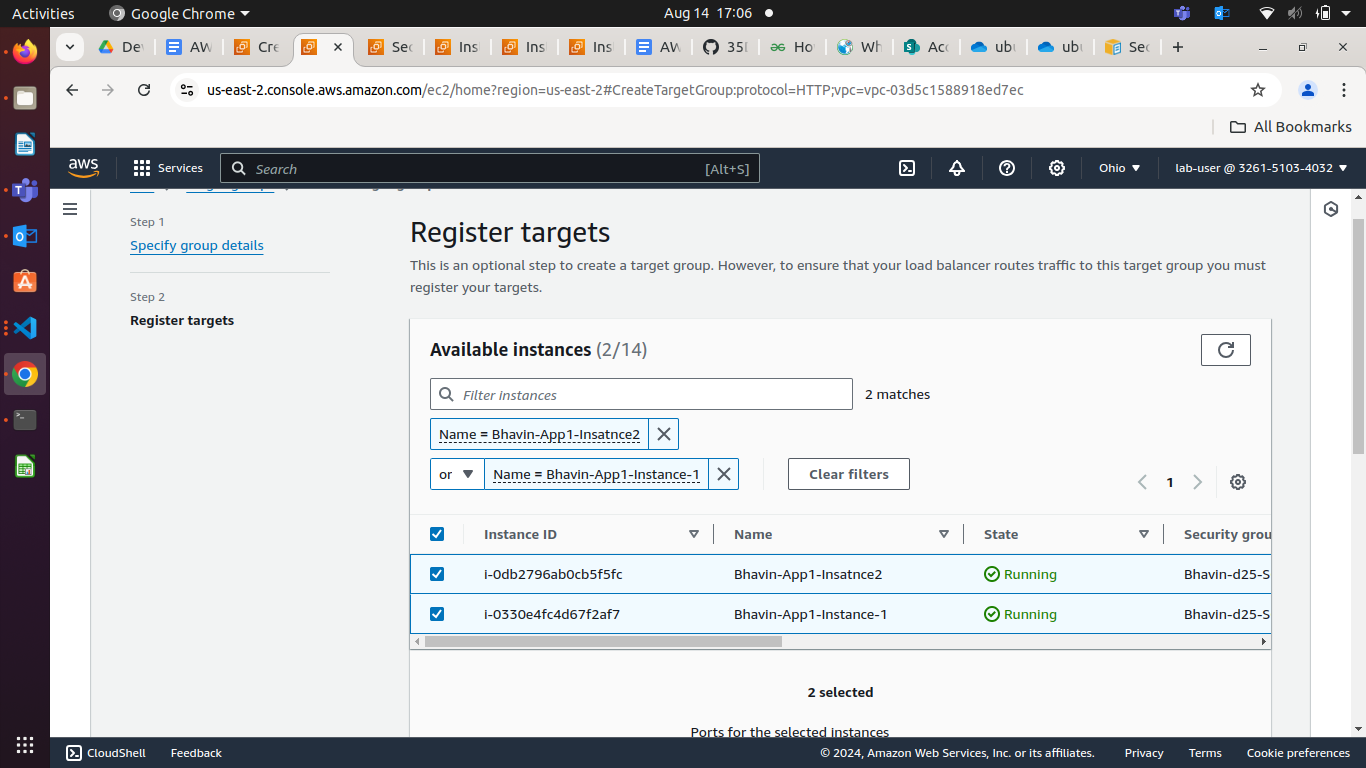 Activities Google Chrome Aug 14 17:06
Dev AW Cre Sec Ins Ins Ins AW 35l Ho Wh Acc ubu ubu Sec
us-east-2.console.aws.amazon.com/ec2/home?region=us-east-2#CreateTargetGroup:protocol=HTTP;vpc=vpc-03d5c1588918ed7ec
All Bookmarks
aws Services Search [Alt+S] Ohio lab-user @ 3261-5103-4032
Step 1
Specify group details
Step 2
Register targets
Register targets
This is an optional step to create a target group. However, to ensure that your load balancer routes traffic to this target group you must
register your targets.
Available instances (2/14)
Filter instances 2 matches
Name = Bhavin-App1-Insatnce2
or Name = Bhavin-App1-Instance-1 Clear filters 1
Instance ID Name State Security grou
i-0db2796ab0cb5f5fc Bhavin-App1-Insatnce2 Running Bhavin-d25-S
i-0330e4fc4d67f2af7 Bhavin-App1-Instance-1 Running Bhavin-d25-S
2 selected
Ports for the selected instances
CloudShell Feedback © 2024, Amazon Web Services, Inc. or its affiliates. Privacy Terms Cookie preferences